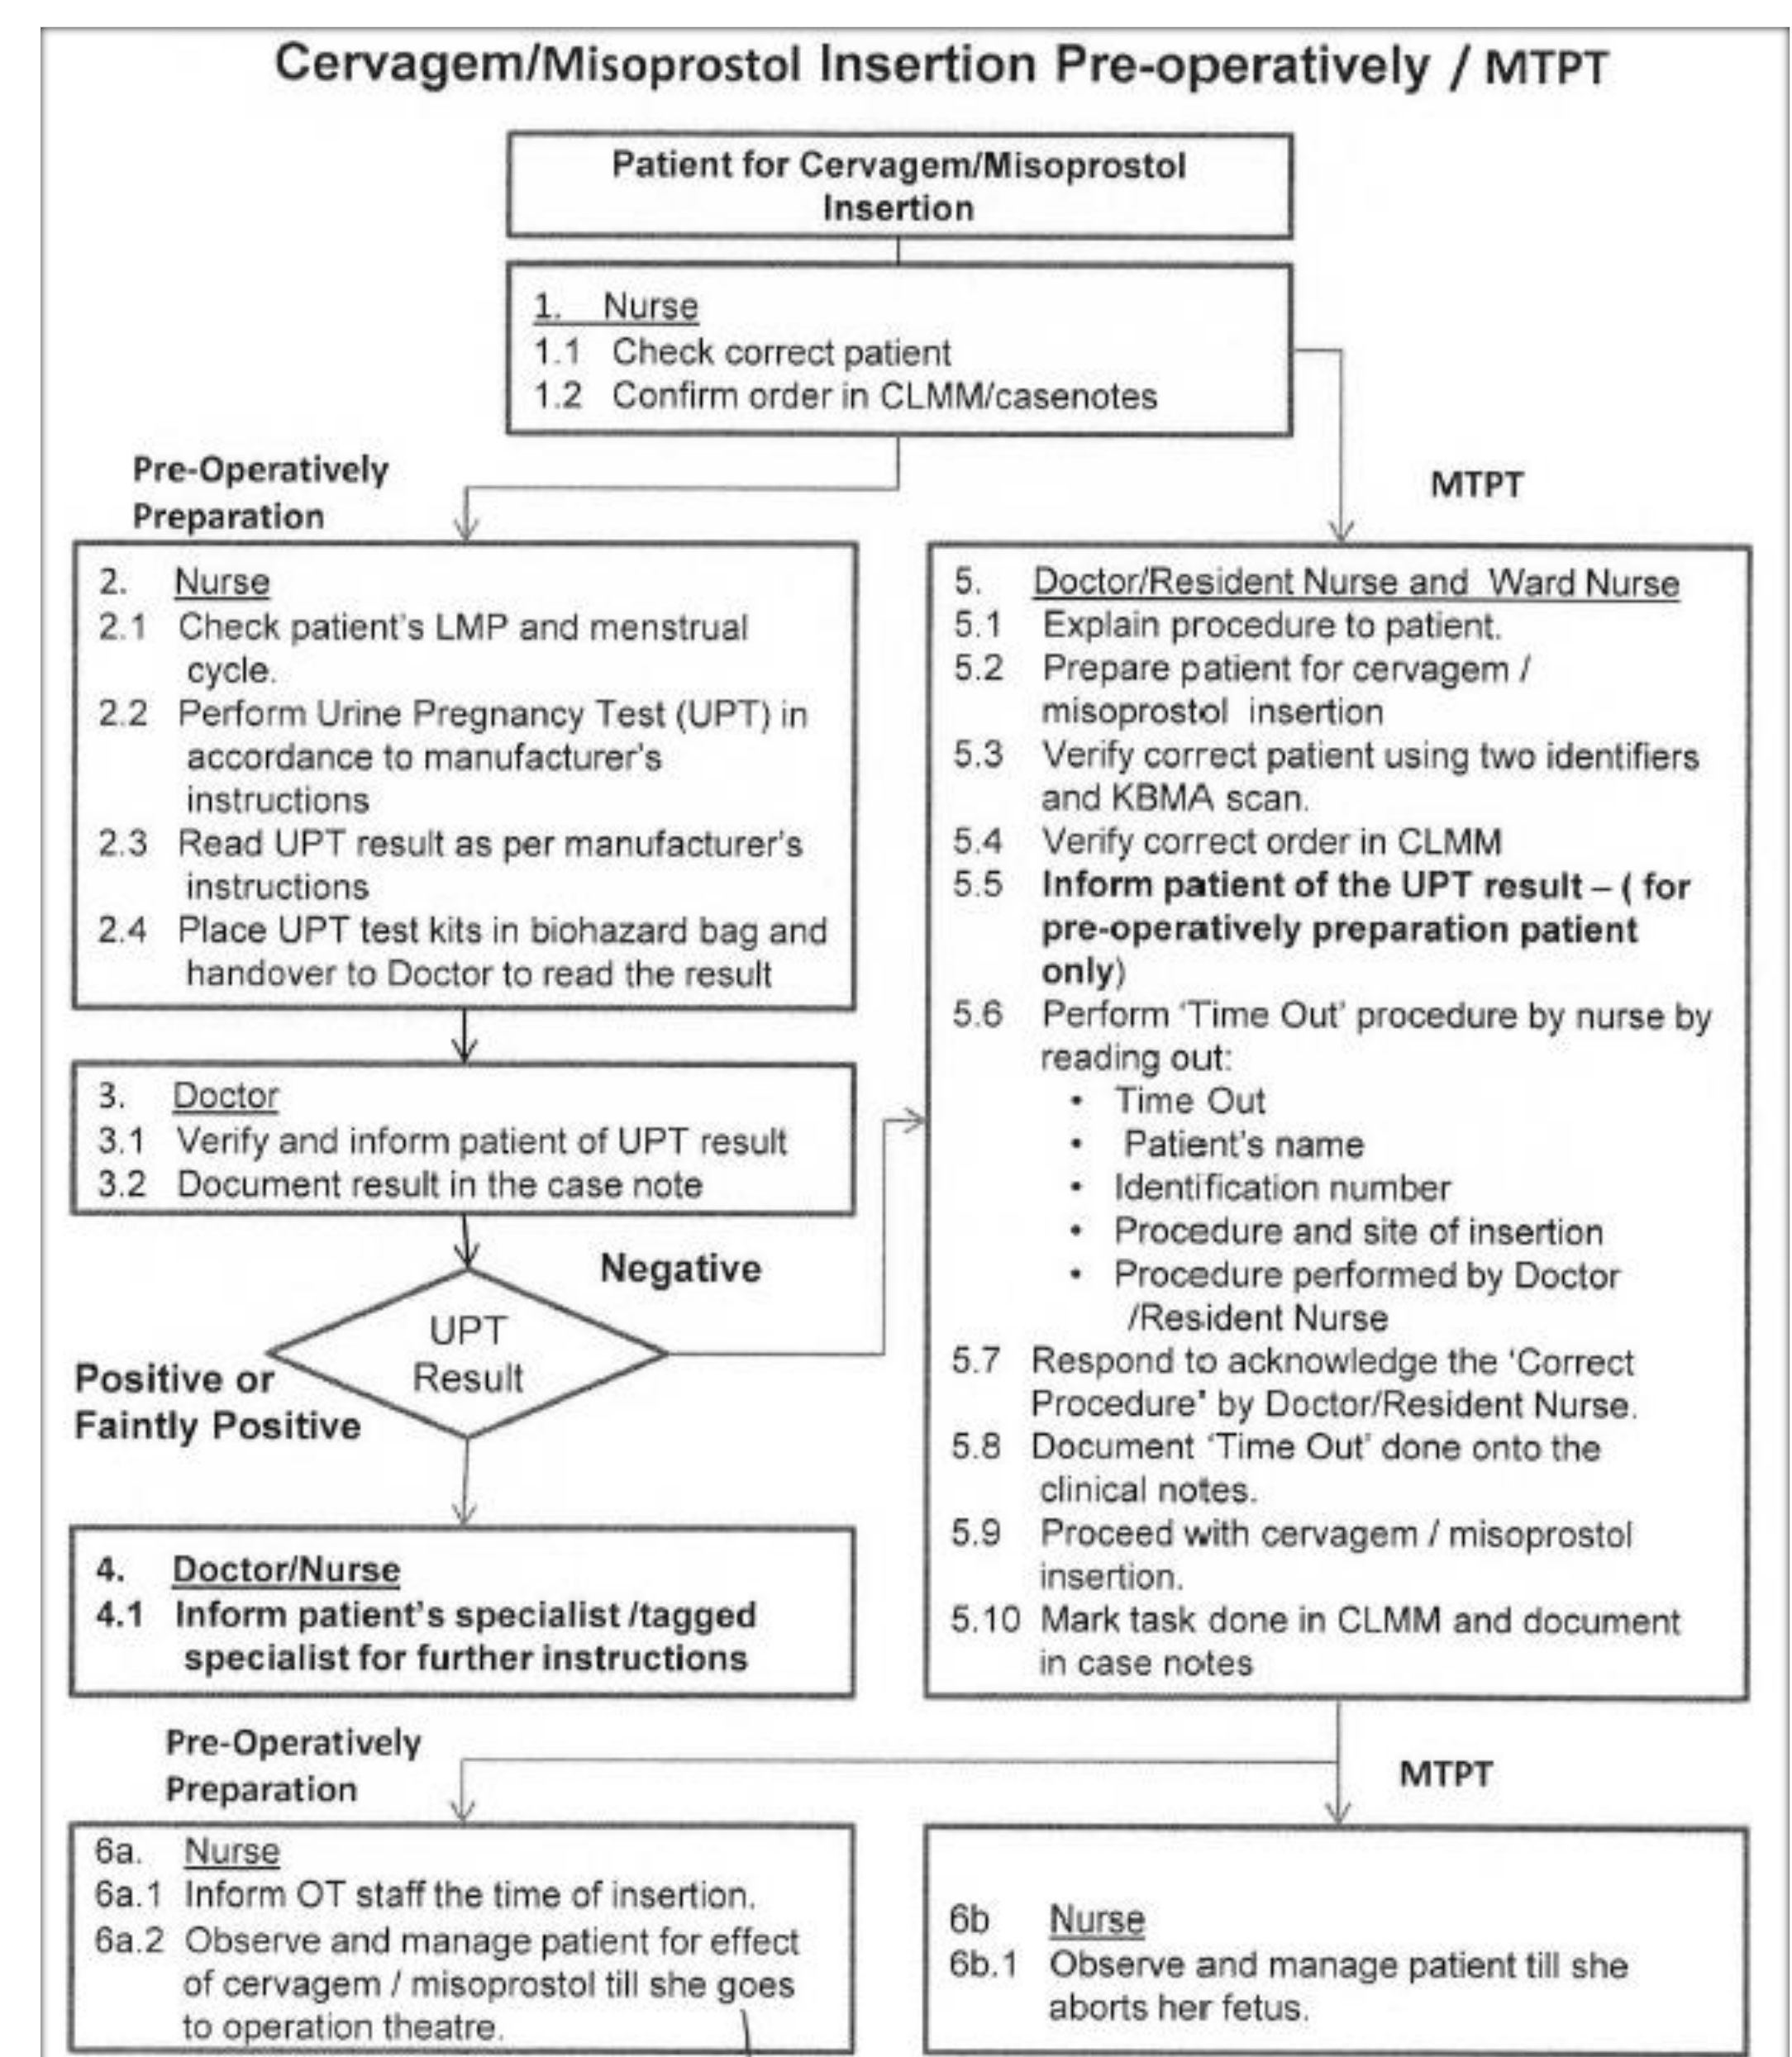 Cervagem/Misoprostol Insertion Pre-operatively / MTPT
Patient for Cervagem/Misoprostol
Insertion
1. Nurse
1.1 Check correct patient
1.2 Confirm order in CLMM/casenotes
Pre-Operatively
Preparation
MTPT
2. Nurse
2.1 Check patient's LMP and menstrual
cycle.
2.2 Perform Urine Pregnancy Test (UPT) in
accordance to manufacturer's
instructions
2.3 Read UPT result as per manufacturer's
instructions
2.4 Place UPT test kits in biohazard bag and
handover to Doctor to read the result
3. Doctor
3.1 Verify and inform patient of UPT result
3.2 Document result in the case note
Negative
UPT
Result
Positive or
Faintly Positive
4. Doctor/Nurse
4.1 Inform patient's specialist /tagged
specialist for further instructions
5. Doctor/Resident Nurse and Ward Nurse
5.1 Explain procedure to patient.
5.2 Prepare patient for cervagem /
misoprostol insertion
5.3 Verify correct patient using two identifiers
and KBMA scan.
5.4 Verify correct order in CLMM
5.5 Inform patient of the UPT result – ( for
pre-operatively preparation patient
only)
5.6 Perform 'Time Out' procedure by nurse by
reading out:
• Time Out
• Patient's name
• Identification number
• Procedure and site of insertion
• Procedure performed by Doctor
/Resident Nurse
5.7 Respond to acknowledge the 'Correct
Procedure' by Doctor/Resident Nurse.
5.8 Document 'Time Out' done onto the
clinical notes.
5.9 Proceed with cervagem / misoprostol
insertion.
5.10 Mark task done in CLMM and document
in case notes
Pre-Operatively
Preparation
MTPT
6a. Nurse
6a.1 Inform OT staff the time of insertion.
6a.2 Observe and manage patient for effect
of cervagem / misoprostol till she goes
to operation theatre.
6b Nurse
6b.1 Observe and manage patient till she
aborts her fetus.